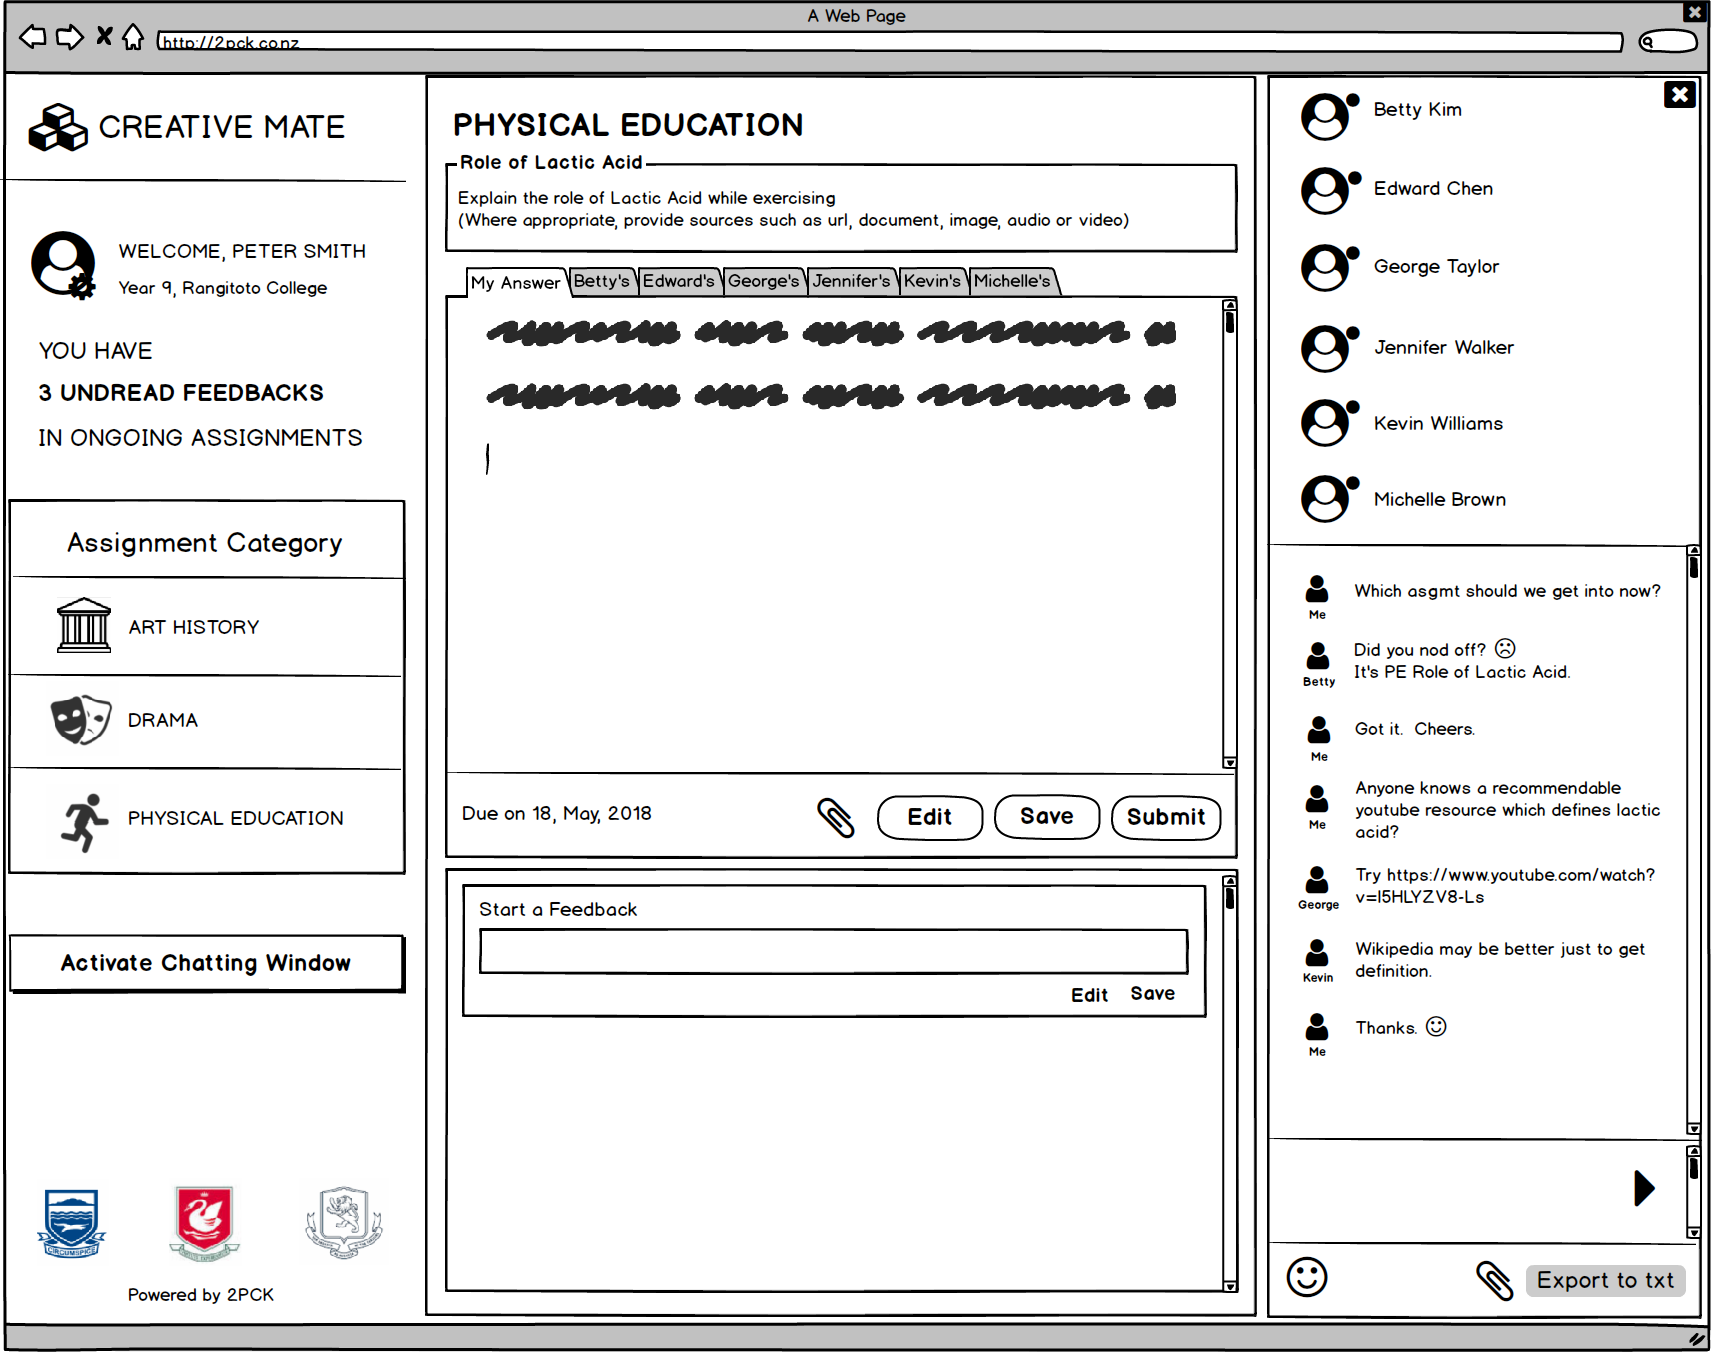 A Web Page
http://2pck.co.nz
CREATIVE MATE
WELCOME, PETER SMITH
Year 9, Rangitoto College
YOU HAVE
3 UNDREAD FEEDBACKS
IN ONGOING ASSIGNMENTS
Assignment Category
ART HISTORY
DRAMA
PHYSICAL EDUCATION
Activate Chatting Window
CIRCUMSPICE
Powered by 2PCK
PHYSICAL EDUCATION
Role of Lactic Acid
Explain the role of Lactic Acid while exercising
(Where appropriate, provide sources such as url, document, image, audio or video)
My Answer Betty's Edward's George's Jennifer's Kevin's Michelle's
Due on 18, May, 2018
Edit Save Submit
Start a Feedback
Edit Save
Betty Kim
Edward Chen
George Taylor
Jennifer Walker
Kevin Williams
Michelle Brown
Which asgmt should we get into now?
Me
Did you nod off?
It's PE Role of Lactic Acid.
Betty
Got it. Cheers.
Me
Anyone knows a recommendable
youtube resource which defines lactic
acid?
Me
Try https://www.youtube.com/watch?
v=I5HLYZV8-Ls
George
Wikipedia may be better just to get
definition.
Kevin
Thanks.
Me
Export to txt